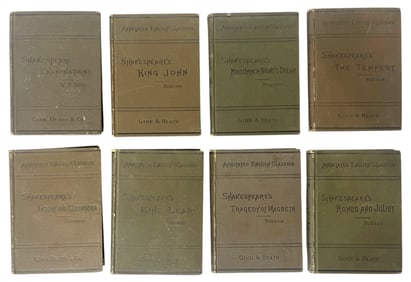 SHAKESPEARE
EXAMINATIONS
GINN, HEATH & CO.
ANNOTATED ENGLISH CLASSICS
SHAKESPEARE'S
KING JOHN
HUDSON
GINN & HEATH
ANNOTATED ENGLISH CLASSICS
SHAKESPEARE'S
MIDSUMMER NIGHT'S DREAM
HUDSON
GINN & HEATH
ANNOTATED ENGLISH CLASSICS
SHAKESPEARE'S
THE TEMPEST
HUDSON
GINN & HEATH
ANNOTATED ENGLISH CLASSICS
SHAKESPEARE'S
ANTONY AND CLEOPATRA
HUDSON
GINN, HEATH & CO.
ANNOTATED ENGLISH CLASSICS
SHAKESPEARE'S
KING LEAR
HUDSON
GINN & HEATH
ANNOTATED ENGLISH CLASSICS
SHAKESPEARE'S
TRAGEDY OF MACBETH
HUDSON
GINN & HEATH
ANNOTATED ENGLISH CLASSICS
SHAKESPEARE'S
ROMEO AND JULIET
HUDSON
GINN & HEATH